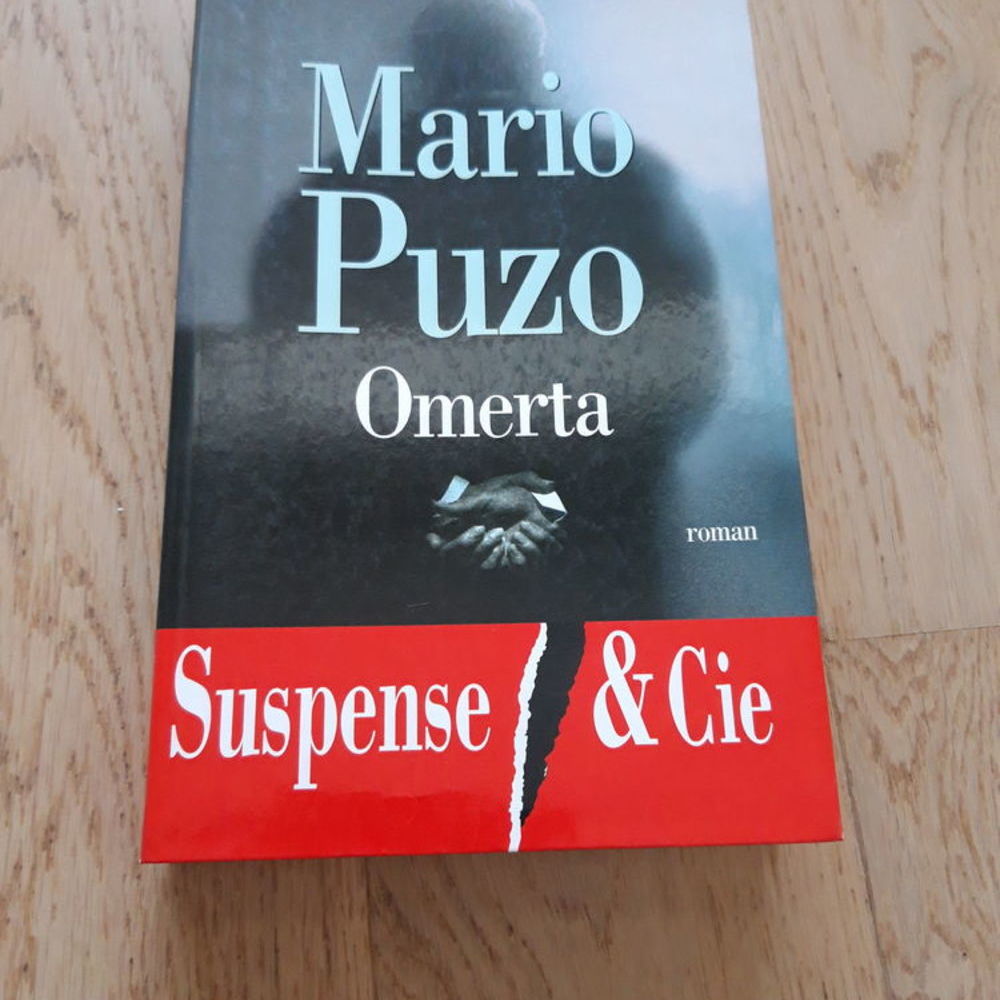 Mario
Puzo
Omerta
roman
Suspense & Cie